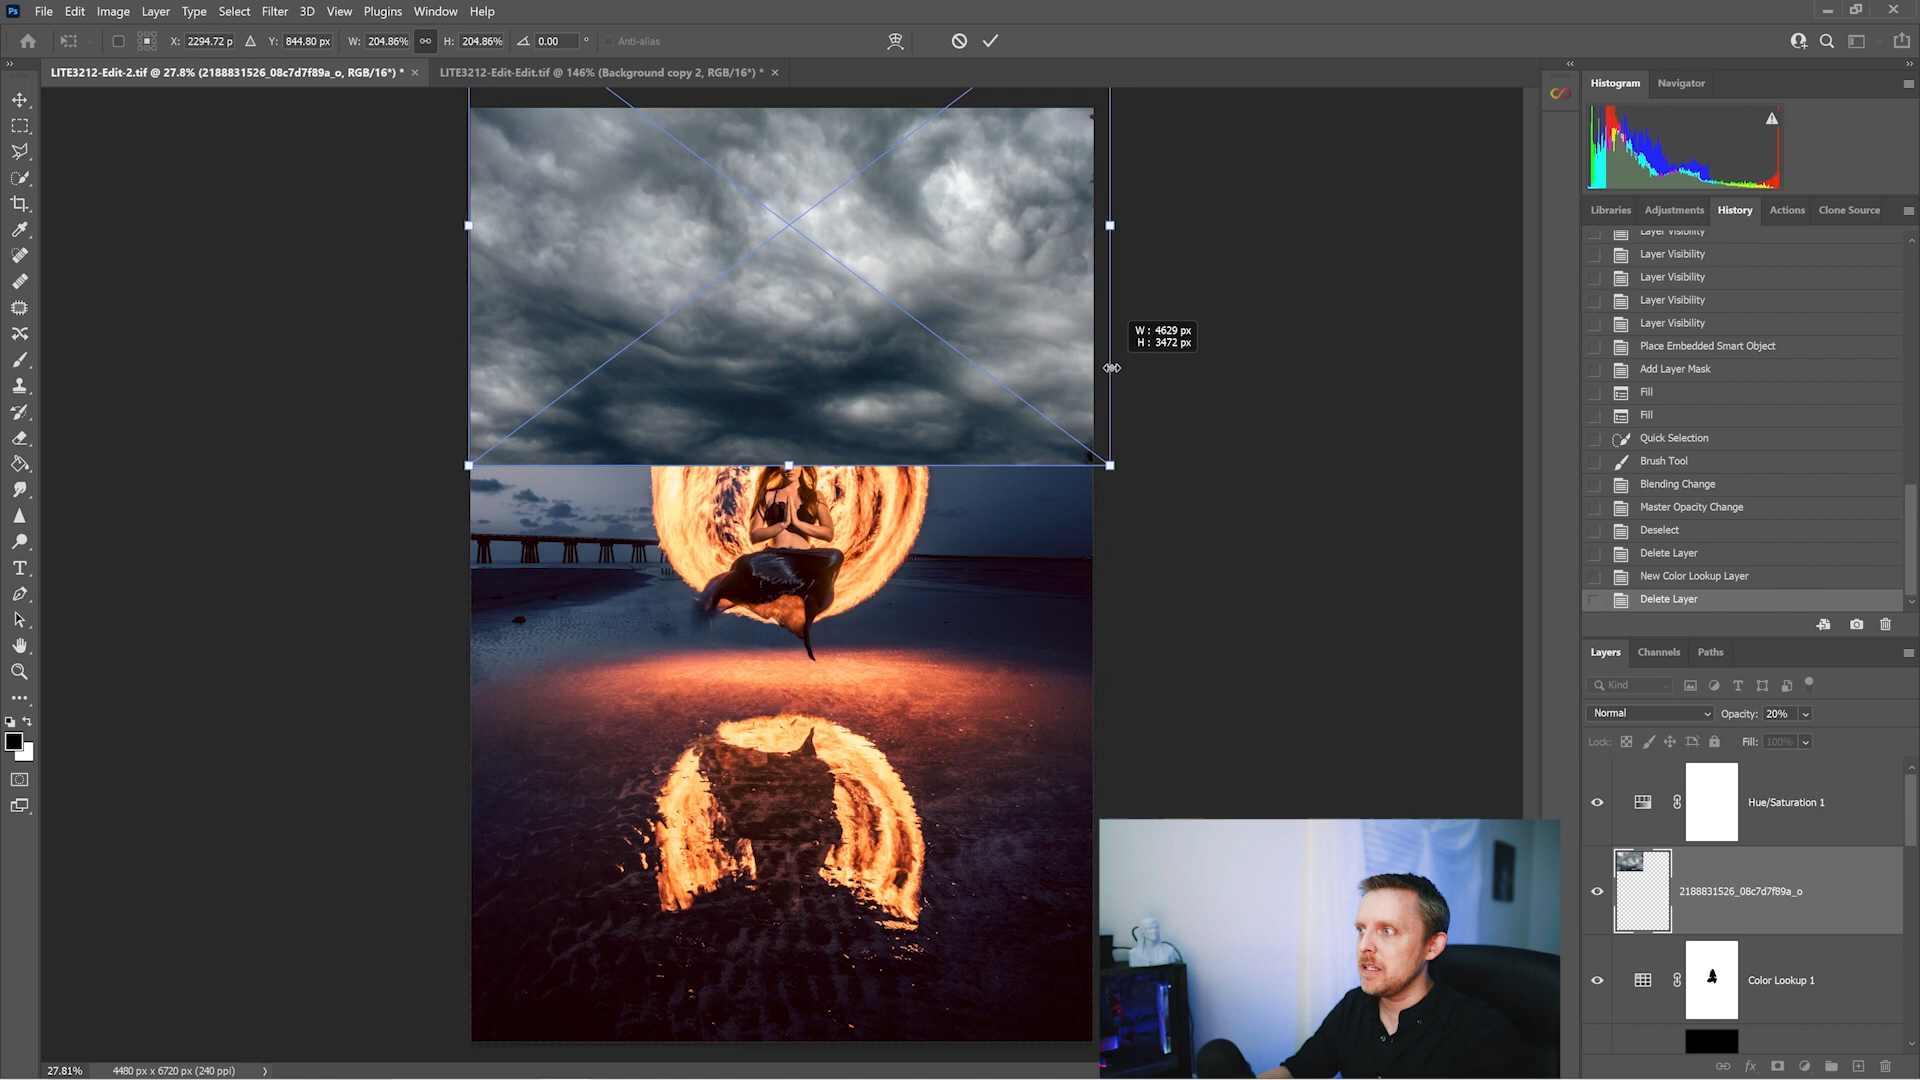 Ps File Edit Image Layer Type Select Filter 3D View Plugins Window Help
X: 2294.72 p Y: 844.80 px W: 204.86% H: 204.86% 0.00 ° Anti-alias
LITE3212-Edit-2.tif @ 27.8% (2188831526_08c7d7f89a_o, RGB/16*) * × LITE3212-Edit-Edit.tif @ 146% (Background copy 2, RGB/16*) * ×
Histogram Navigator
Libraries Adjustments History Actions Clone Source
Layer Visibility
Layer Visibility
Layer Visibility
Layer Visibility
Layer Visibility
Place Embedded Smart Object
Add Layer Mask
Fill
Fill
Quick Selection
Brush Tool
Blending Change
Master Opacity Change
Deselect
Delete Layer
New Color Lookup Layer
Delete Layer
W: 4629 px
H: 3472 px
Layers Channels Paths
Kind
Normal Opacity: 20%
Lock: Fill: 100%
Hue/Saturation 1
2188831526_08c7d7f89a_o
Color Lookup 1
27.81% 4480 px x 6720 px (240 ppi)